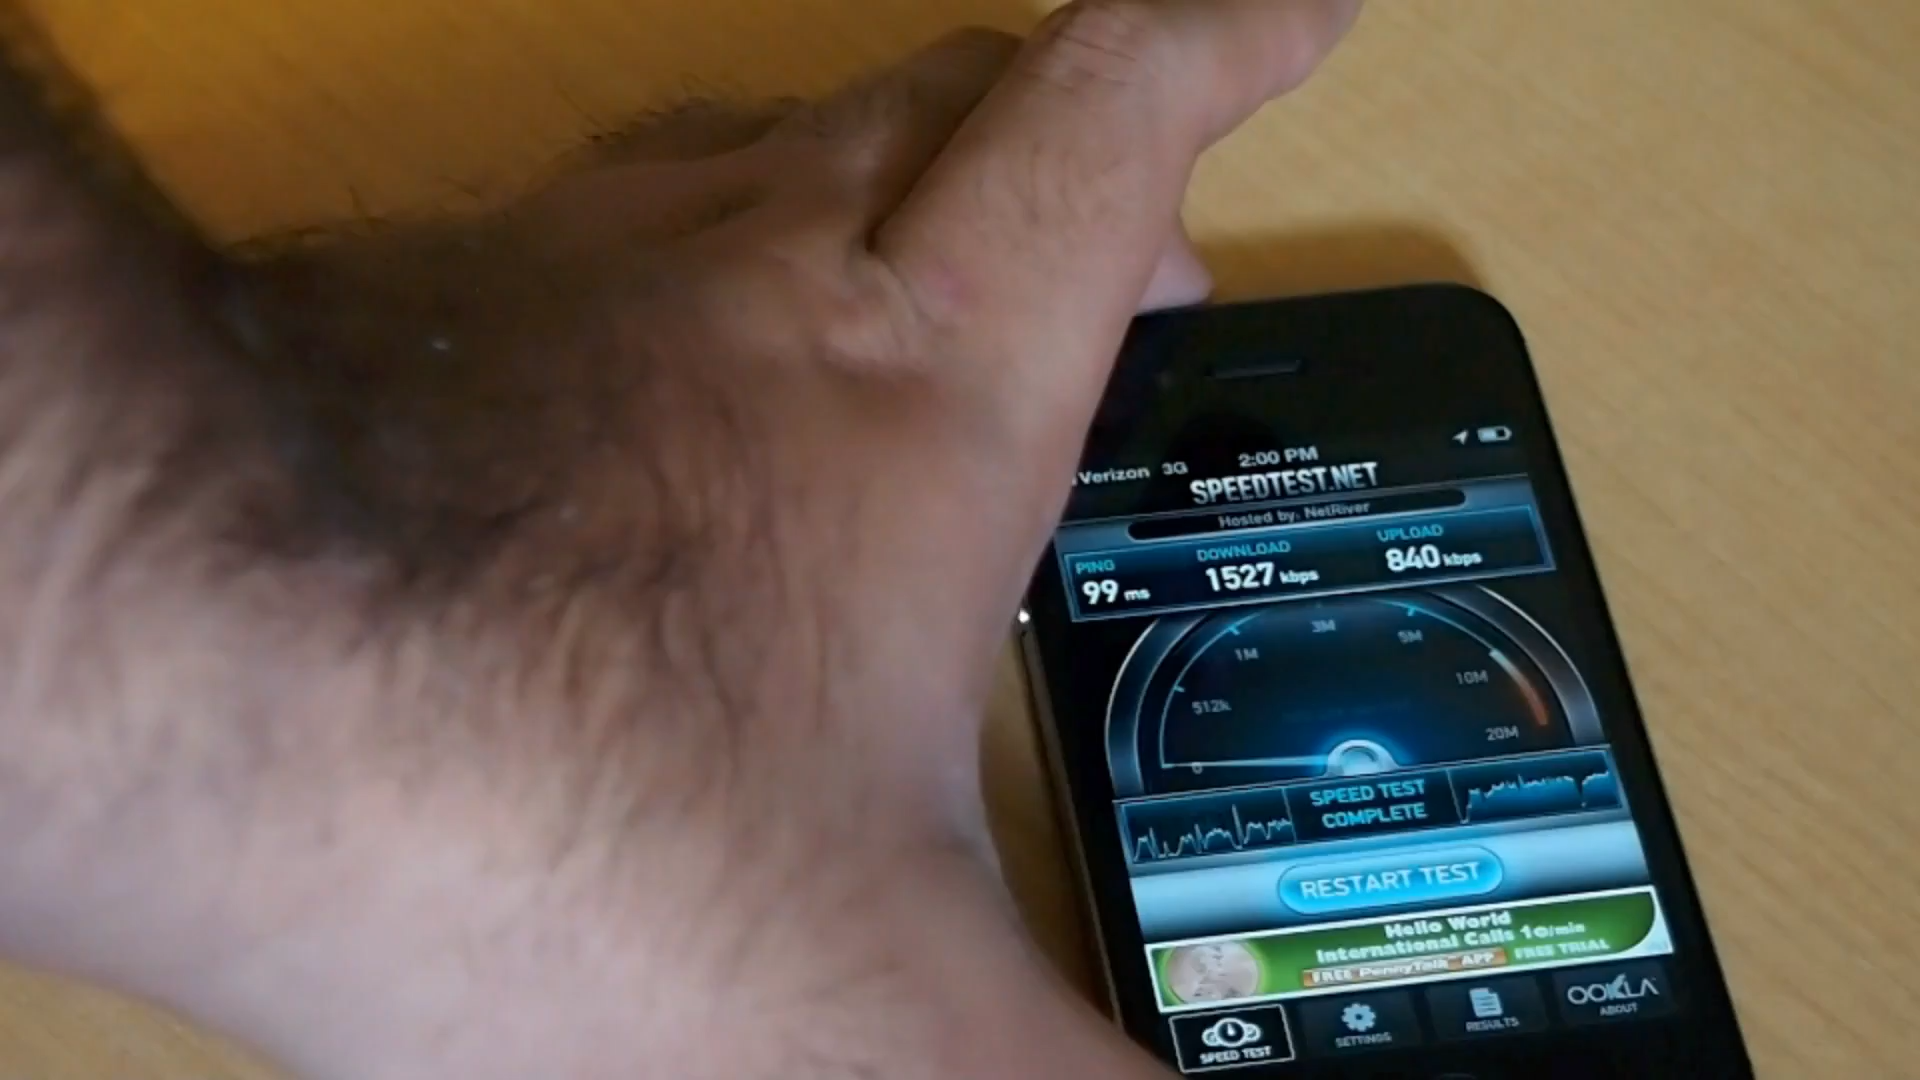 Verizon 3G 2:00 PM
SPEEDTEST.NET
Hosted by: NetRiver
PING DOWNLOAD UPLOAD
99 ms 1527 kbps 840 kbps
0 512k 1M 3M 5M 10M 20M
SPEED TEST
COMPLETE
RESTART TEST
Hello World
International Calls 1¢/min
FREE PennyTalk APP FREE TRIAL
SPEED TEST
SETTINGS
RESULTS
OOKLA
ABOUT